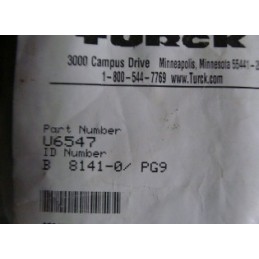 TURCK
3000 Campus Drive Minneapolis, Minnesota 55441-
1-800-544-7769 www.Turck.
Part Number
U6547
ID Number
B 8141-0/ PG9